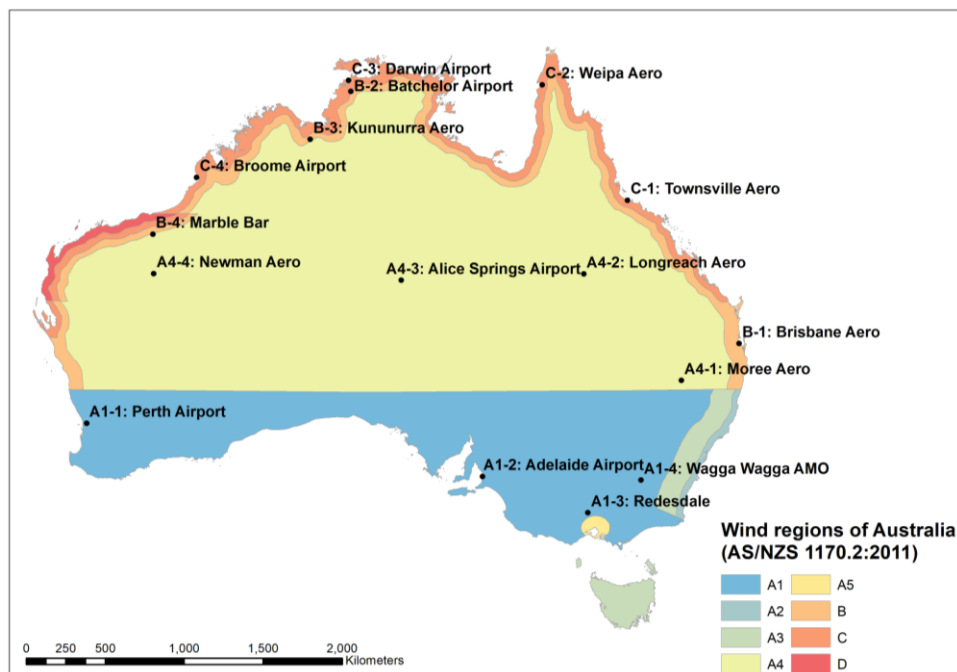 C-3: Darwin Airport
B-2: Batchelor Airport
C-2: Weipa Aero
B-3: Kununurra Aero
C-4: Broome Airport
C-1: Townsville Aero
B-4: Marble Bar
A4-4: Newman Aero
A4-3: Alice Springs Airport
A4-2: Longreach Aero
B-1: Brisbane Aero
A4-1: Moree Aero
A1-1: Perth Airport
A1-2: Adelaide Airport
A1-4: Wagga Wagga AMO
A1-3: Redesdale
Wind regions of Australia
(AS/NZS 1170.2:2011)
A1 A5
A2 B
A3 C
A4 D
0 500 1,000 1,500 2,000
Kilometers